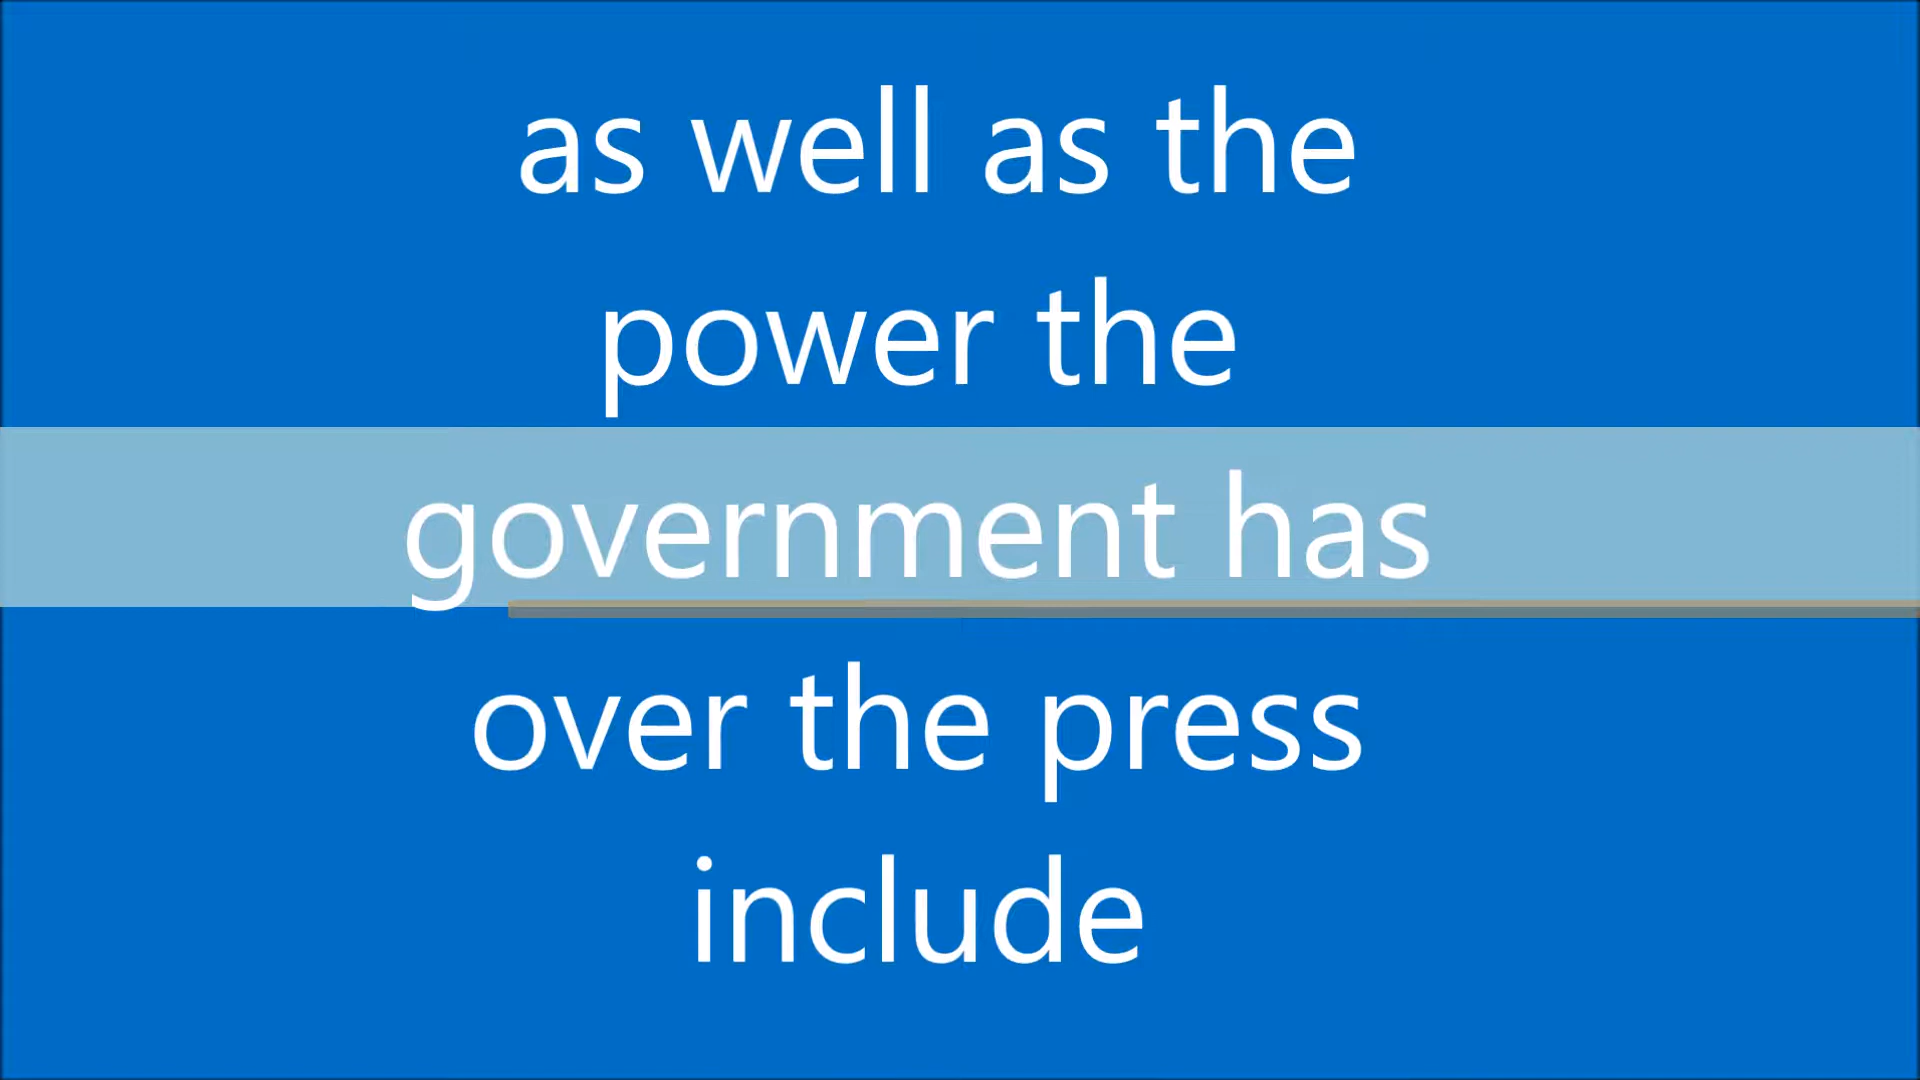 as well as the
power the
government has
over the press
include